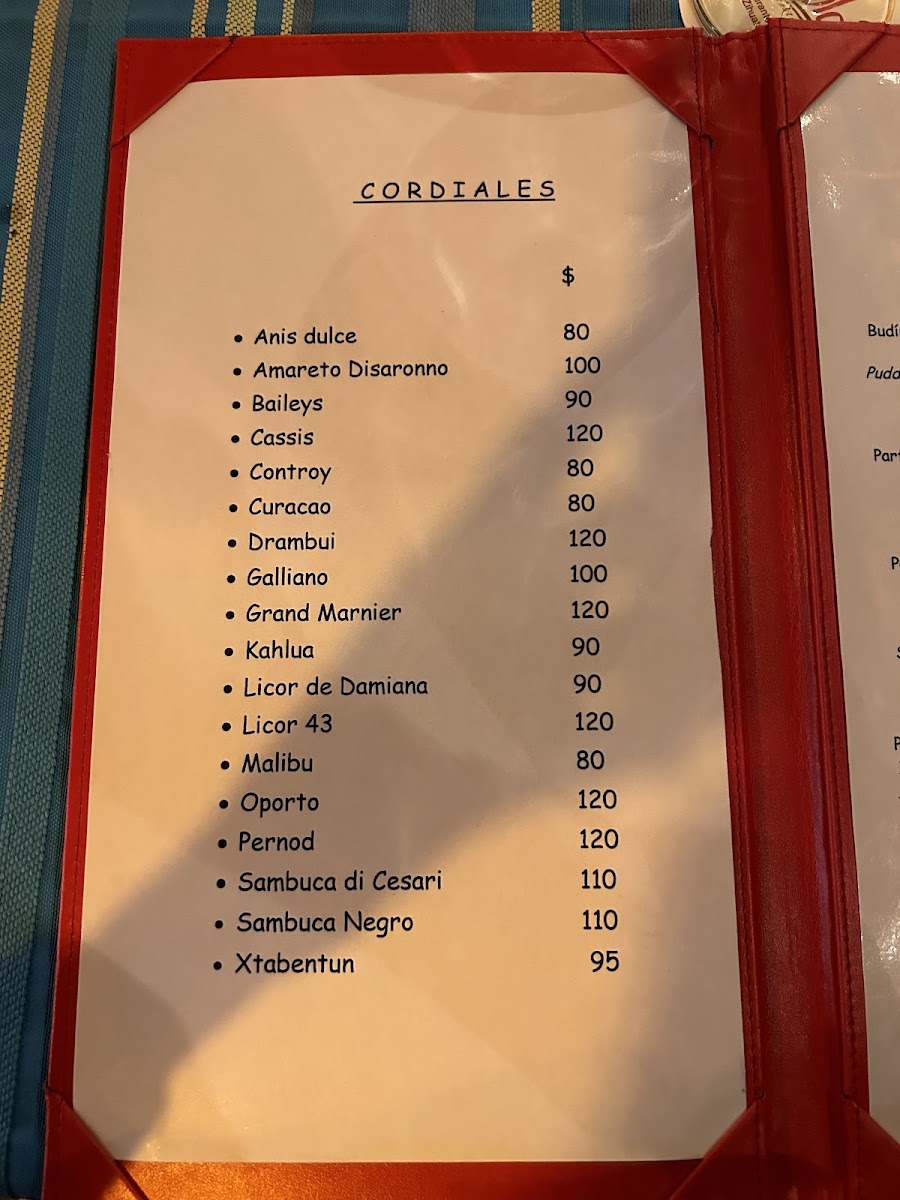 CORDIALES
$
• Anis dulce 80
• Amareto Disaronno 100
• Baileys 90
• Cassis 120
• Controy 80
• Curacao 80
• Drambui 120
• Galliano 100
• Grand Marnier 120
• Kahlua 90
• Licor de Damiana 90
• Licor 43 120
• Malibu 80
• Oporto 120
• Pernod 120
• Sambuca di Cesari 110
• Sambuca Negro 110
• Xtabentun 95